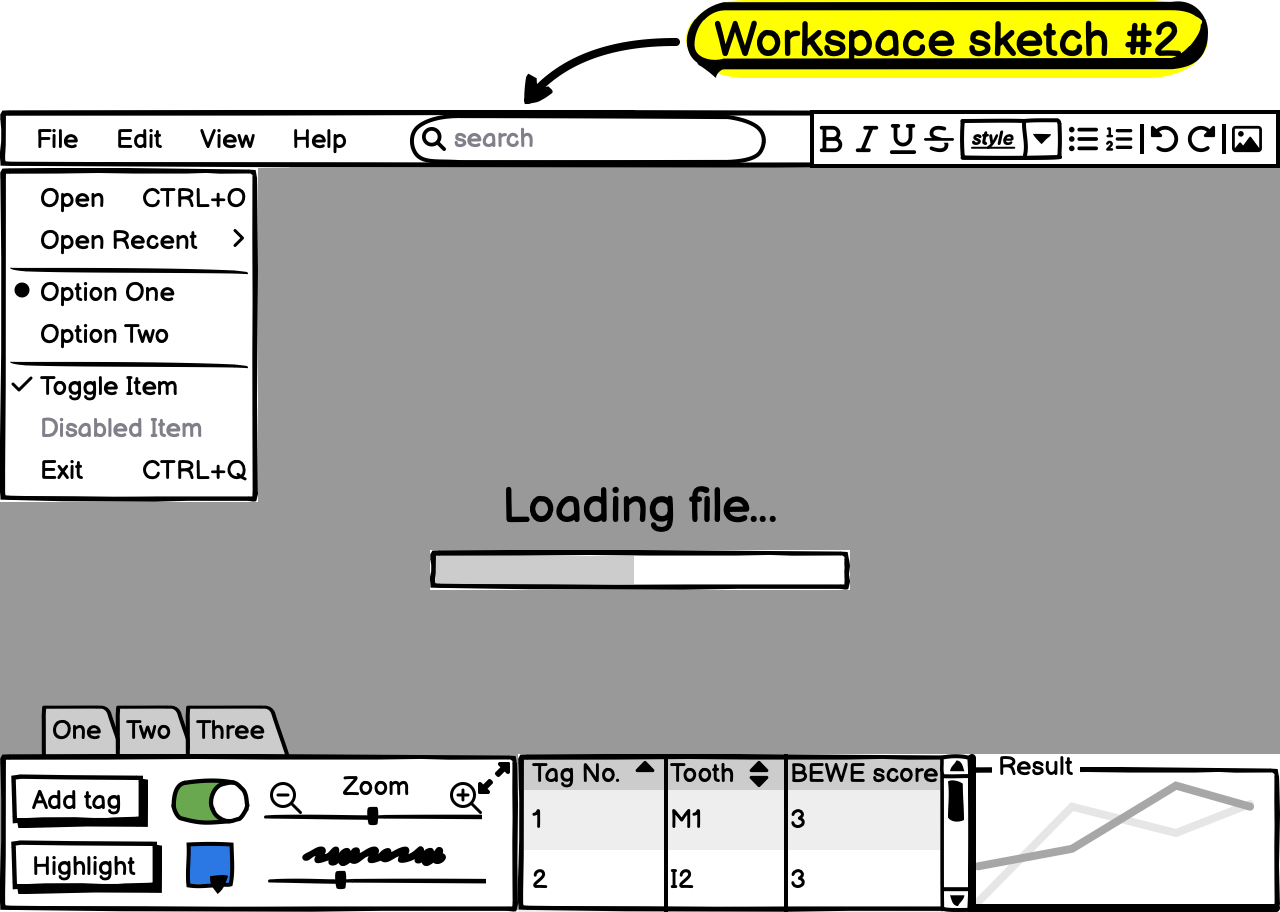 Workspace sketch #2
File Edit View Help search B I U S style
Open CTRL+O
Open Recent
Option One
Option Two
Toggle Item
Disabled Item
Exit CTRL+Q
Loading file...
One Two Three
Add tag Zoom
Highlight
Tag No. Tooth BEWE score
1 M1 3
2 I2 3
Result